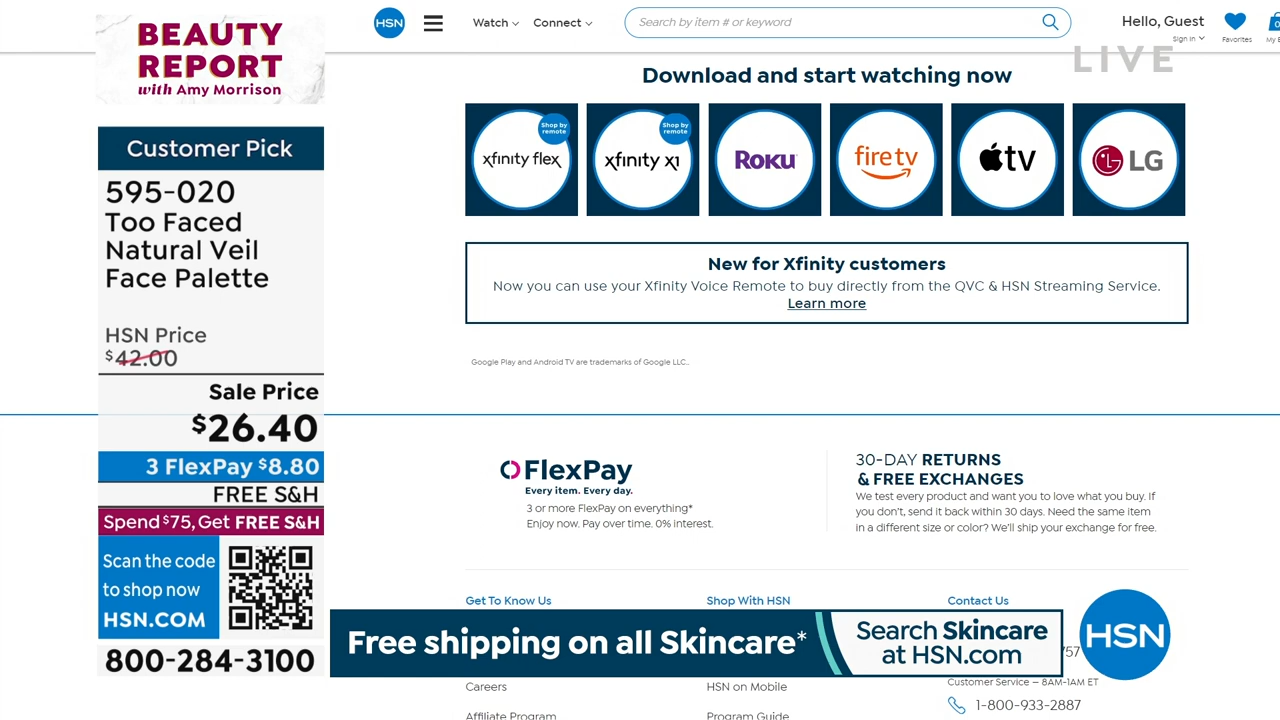 BEAUTY
REPORT
with Amy Morrison
Customer Pick
595-020
Too Faced
Natural Veil
Face Palette
HSN Price
$42.00
Sale Price
$26.40
3 FlexPay $8.80
FREE S&H
Spend $75, Get FREE S&H
Scan the code
to shop now
HSN.COM
800-284-3100
HSN
Watch
Connect
Search by item # or keyword
Hello, Guest
Sign In
Favorites
0
LIVE
Download and start watching now
Shop by
remote
xfinity flex
Shop by
remote
xfinity x1
Roku
fire tv
tv
LG
New for Xfinity customers
Now you can use your Xfinity Voice Remote to buy directly from the QVC & HSN Streaming Service.
Learn more
Google Play and Android TV are trademarks of Google LLC..
FlexPay
Every item. Every day.
3 or more FlexPay on everything*
Enjoy now. Pay over time. 0% interest.
30-DAY RETURNS
& FREE EXCHANGES
We test every product and want you to love what you buy. If
you don't, send it back within 30 days. Need the same item
in a different size or color? We'll ship your exchange for free.
Get To Know Us
Shop With HSN
Contact Us
Free shipping on all Skincare*
Search Skincare
at HSN.com
757
HSN
Careers
HSN on Mobile
Customer Service – 8AM-1AM ET
1-800-933-2887
Affiliate Program
Program Guide